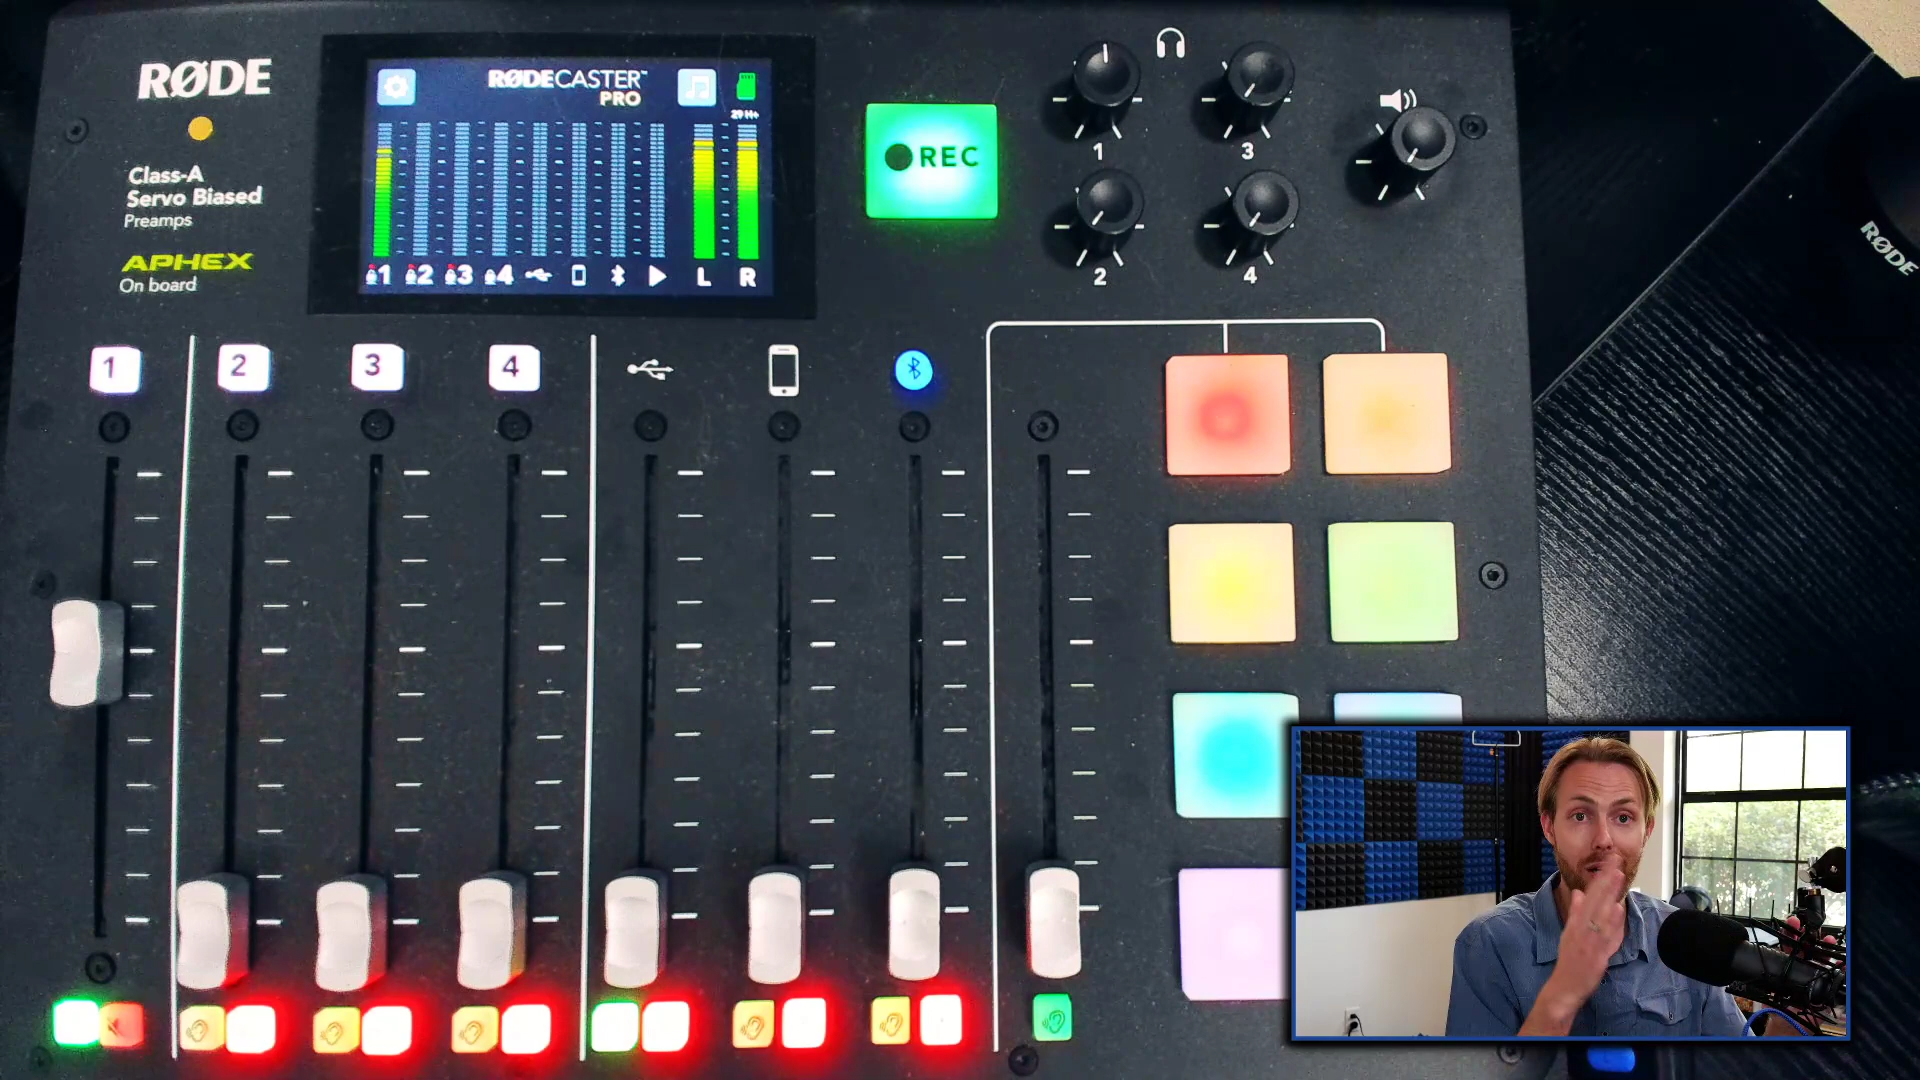 RØDE
Class-A
Servo Biased
Preamps
APHEX
On board
RØDECASTER™
PRO
1 2 3 4 L R
REC
1
3
2
4
1
2
3
4
RØDE